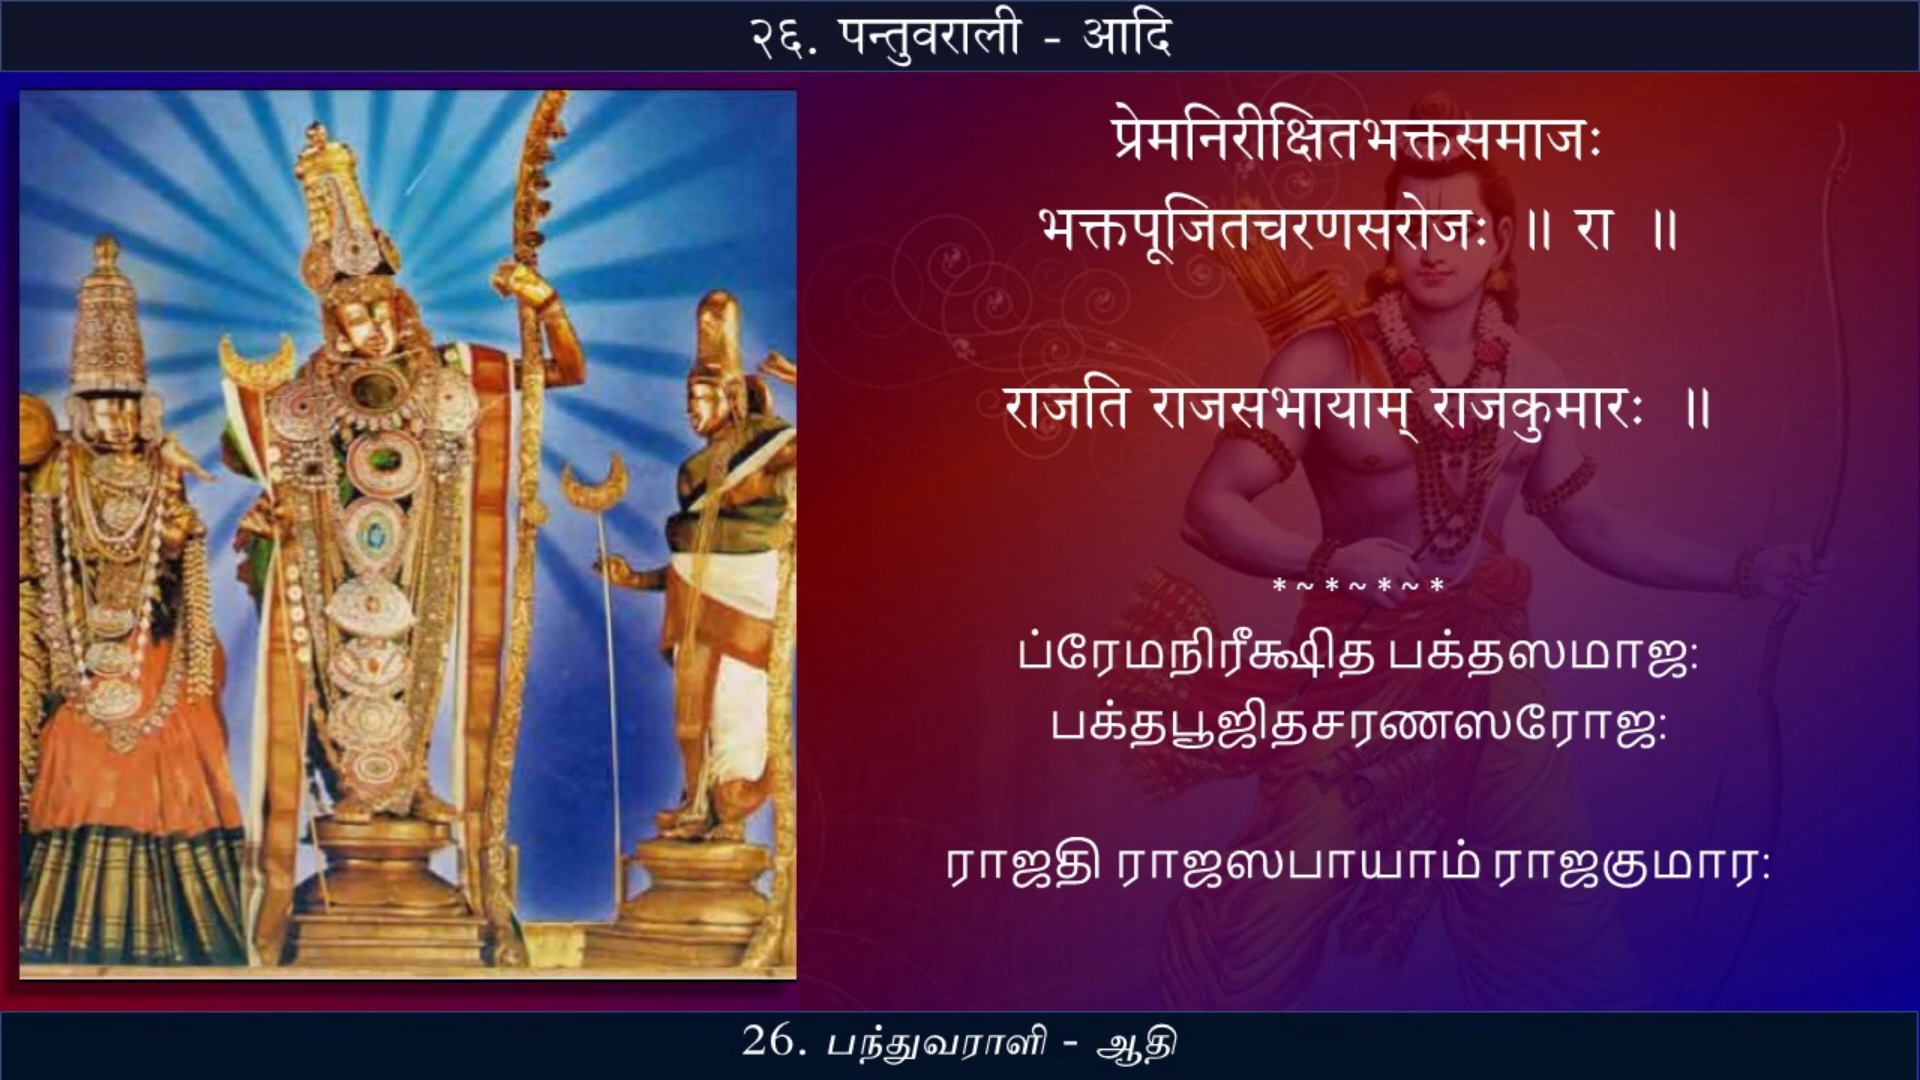 २६. पन्तुवराली - आदि
प्रेमनिरीक्षितभक्तसमाजः
भक्तपूजितचरणसरोजः ॥ रा ॥
राजति राजसभायाम् राजकुमारः ॥
*~*~*~*
ப்ரேமநிரீக்ஷித பக்தஸமாஜ:
பக்தபூஜிதசரணஸரோஜ:
ராஜதி ராஜஸபாயாம் ராஜகுமார:
26. பந்துவராளி - ஆதி